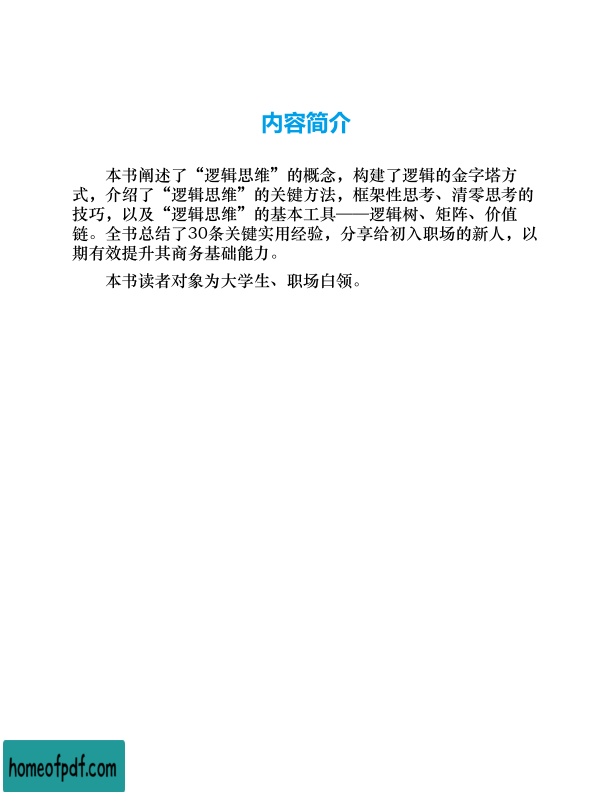 内容简介
本书阐述了“逻辑思维”的概念，构建了逻辑的金字塔方
式，介绍了“逻辑思维”的关键方法，框架性思考、清零思考的
技巧，以及“逻辑思维”的基本工具——逻辑树、矩阵、价值
链。全书总结了30条关键实用经验，分享给初入职场的新人，以
期有效提升其商务基础能力。
本书读者对象为大学生、职场白领。
homeofpdf.com